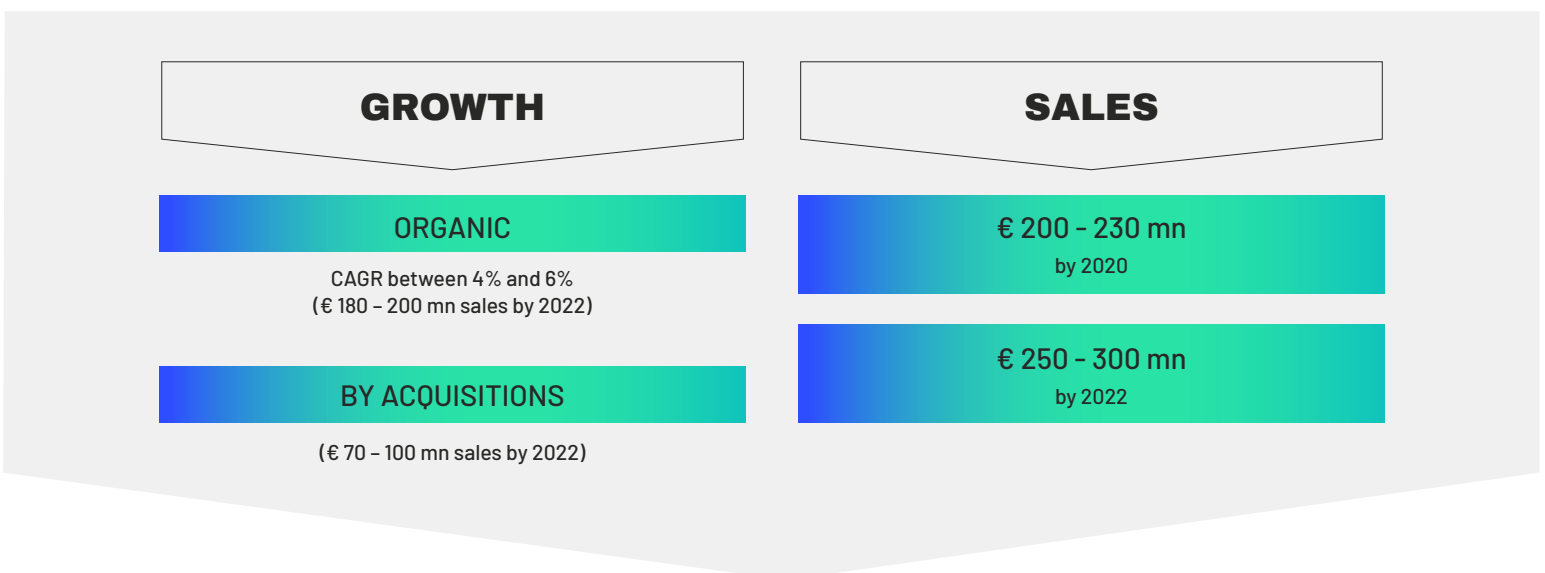 GROWTH
ORGANIC
CAGR between 4% and 6%
(€ 180 – 200 mn sales by 2022)
BY ACQUISITIONS
(€ 70 – 100 mn sales by 2022)
SALES
€ 200 - 230 mn
by 2020
€ 250 - 300 mn
by 2022